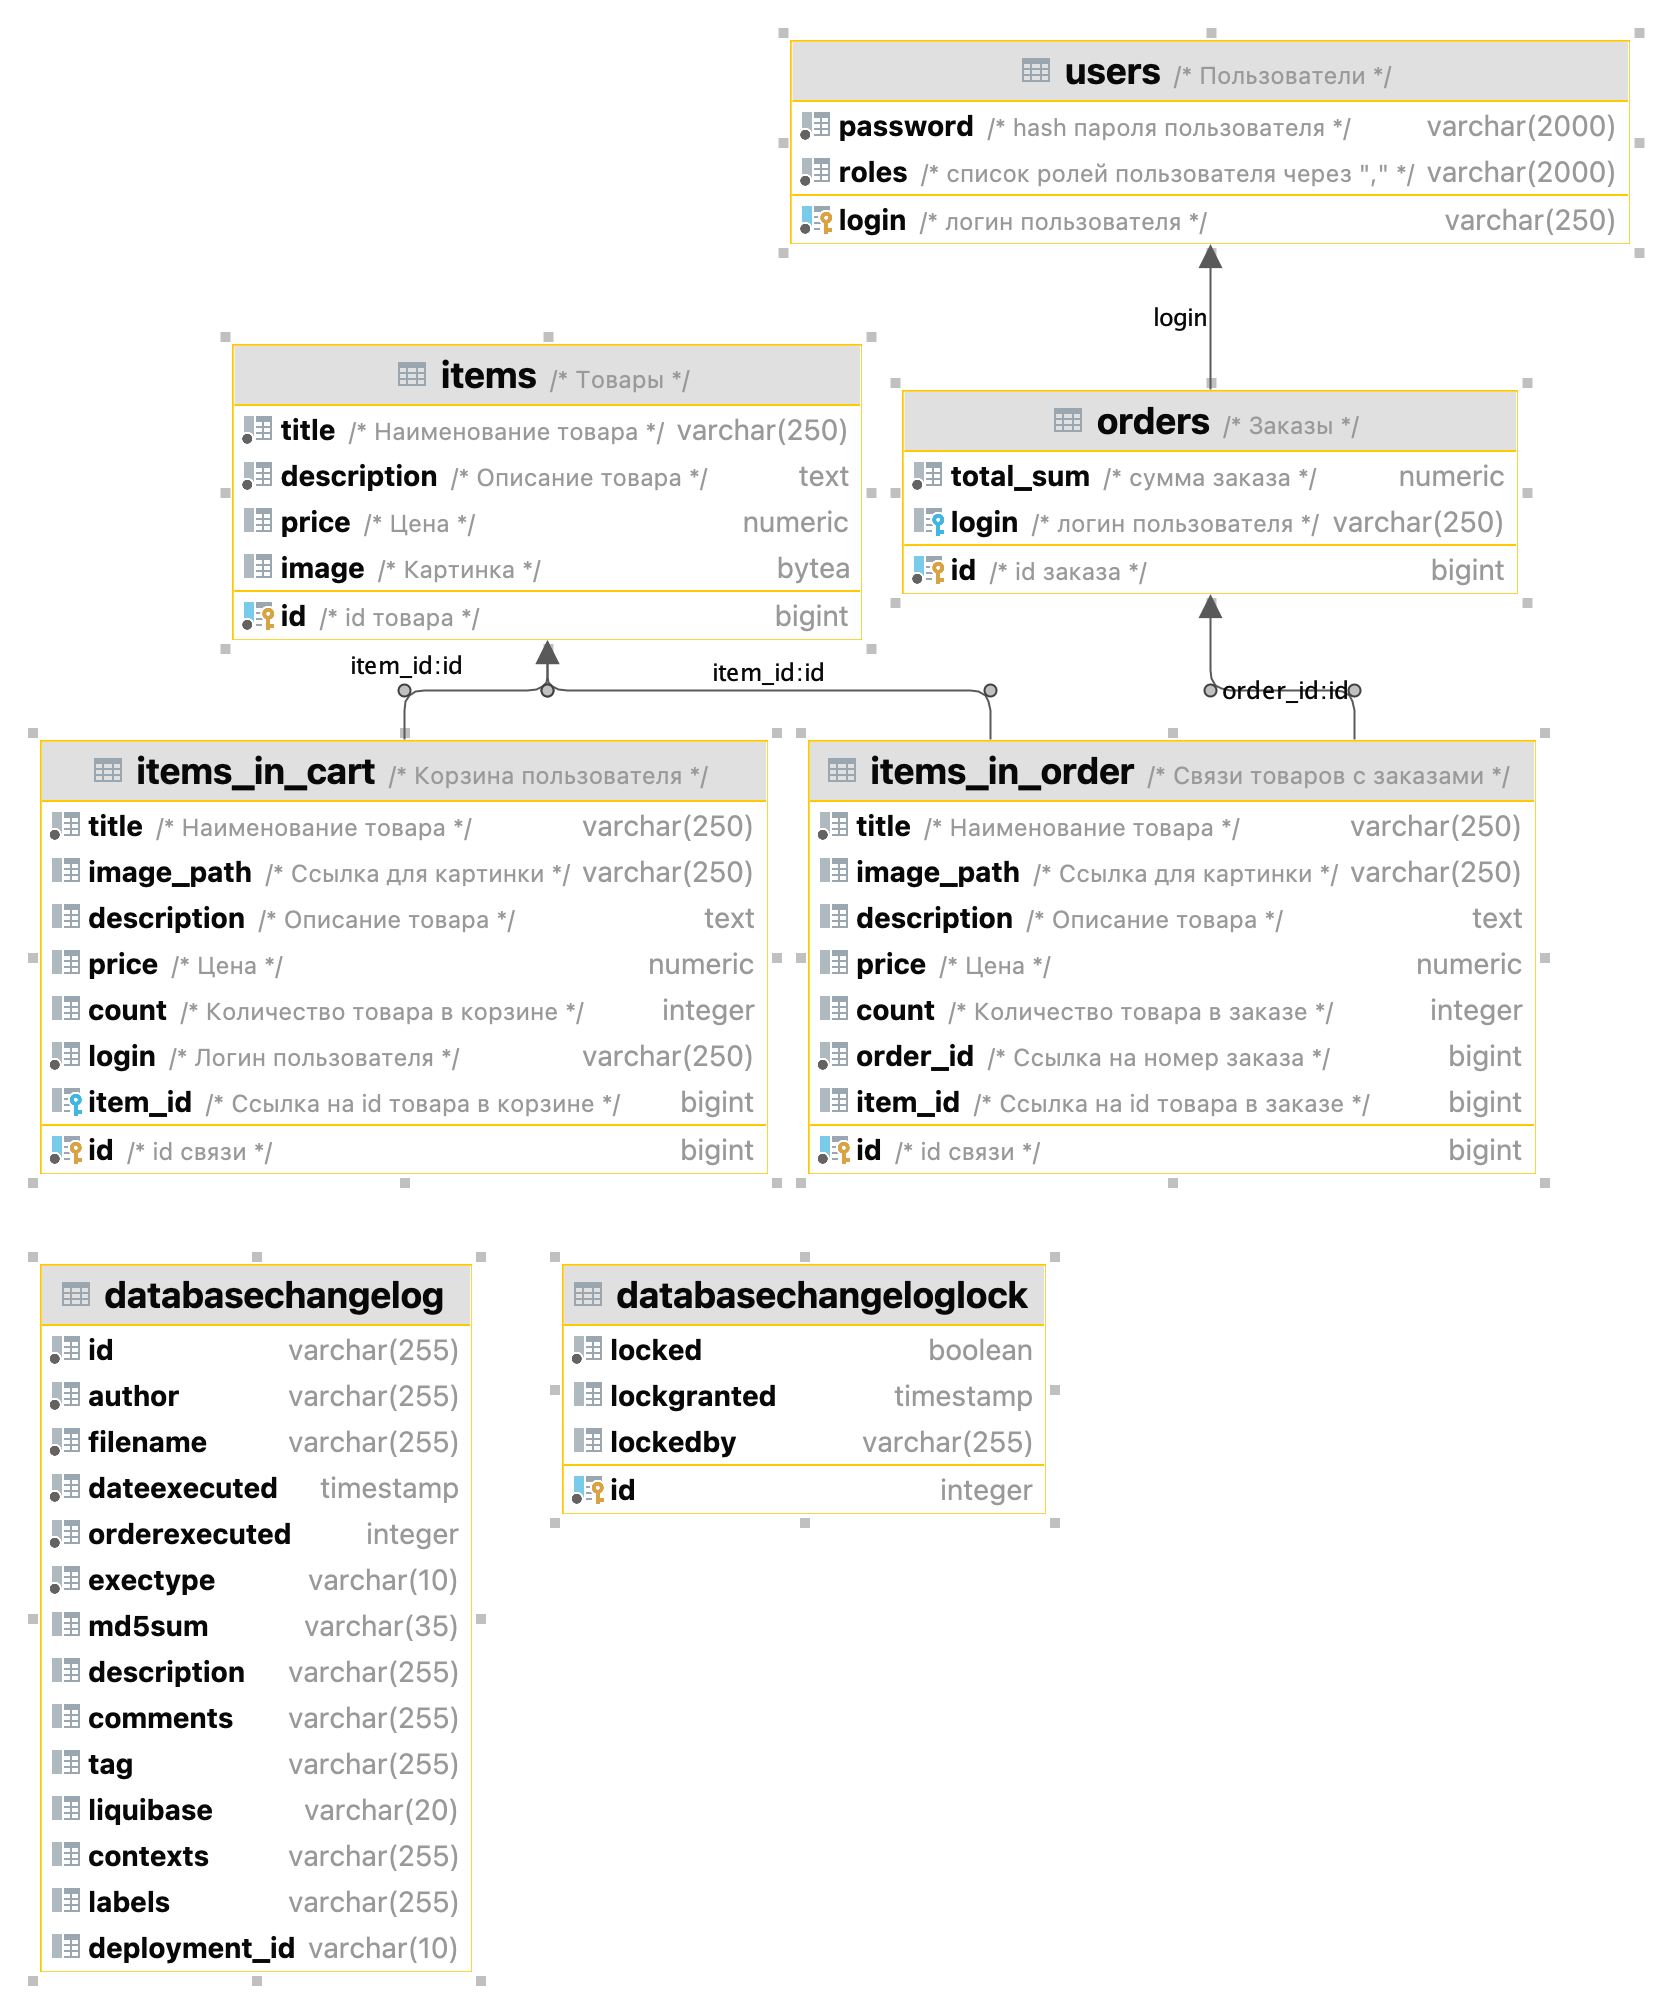 users /* Пользователи */
password /* hash пароля пользователя */ varchar(2000)
roles /* список ролей пользователя через "," */ varchar(2000)
login /* логин пользователя */ varchar(250)
login
items /* Товары */
title /* Наименование товара */ varchar(250)
description /* Описание товара */ text
price /* Цена */ numeric
image /* Картинка */ bytea
id /* id товара */ bigint
orders /* Заказы */
total_sum /* сумма заказа */ numeric
login /* логин пользователя */ varchar(250)
id /* id заказа */ bigint
item_id:id
item_id:id
order_id:id
items_in_cart /* Корзина пользователя */
title /* Наименование товара */ varchar(250)
image_path /* Ссылка для картинки */ varchar(250)
description /* Описание товара */ text
price /* Цена */ numeric
count /* Количество товара в корзине */ integer
login /* Логин пользователя */ varchar(250)
item_id /* Ссылка на id товара в корзине */ bigint
id /* id связи */ bigint
items_in_order /* Связи товаров с заказами */
title /* Наименование товара */ varchar(250)
image_path /* Ссылка для картинки */ varchar(250)
description /* Описание товара */ text
price /* Цена */ numeric
count /* Количество товара в заказе */ integer
order_id /* Ссылка на номер заказа */ bigint
item_id /* Ссылка на id товара в заказе */ bigint
id /* id связи */ bigint
databasechangelog
id varchar(255)
author varchar(255)
filename varchar(255)
dateexecuted timestamp
orderexecuted integer
exectype varchar(10)
md5sum varchar(35)
description varchar(255)
comments varchar(255)
tag varchar(255)
liquibase varchar(20)
contexts varchar(255)
labels varchar(255)
deployment_id varchar(10)
databasechangeloglock
locked boolean
lockgranted timestamp
lockedby varchar(255)
id integer